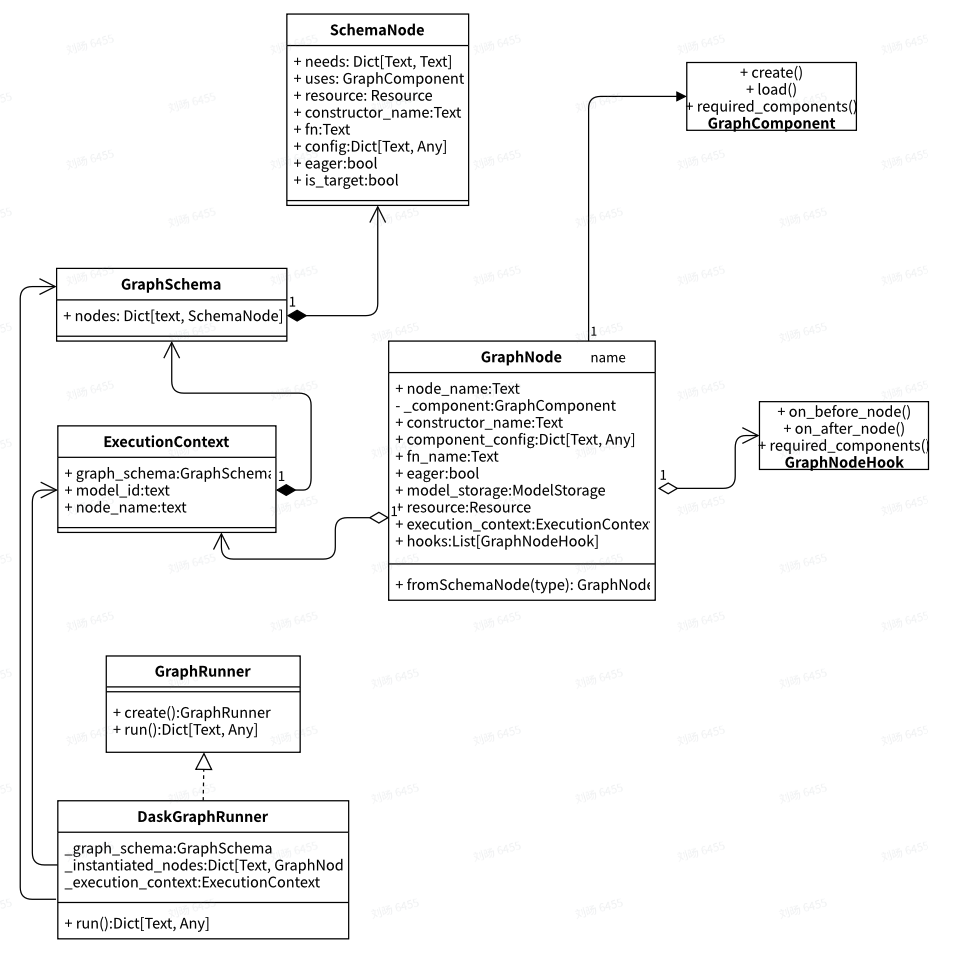 SchemaNode
+ needs: Dict[Text, Text]
+ uses: GraphComponent
+ resource: Resource
+ constructor_name:Text
+ fn:Text
+ config:Dict[Text, Any]
+ eager:bool
+ is_target:bool
+ create()
+ load()
+ required_components()
GraphComponent
GraphSchema
+ nodes: Dict[text, SchemaNode]
1
1
GraphNode
name
+ node_name:Text
- _component:GraphComponent
+ constructor_name:Text
+ component_config:Dict[Text, Any]
+ fn_name:Text
+ eager:bool
+ model_storage:ModelStorage
+ resource:Resource
+ execution_context:ExecutionContex
+ hooks:List[GraphNodeHook]
+ fromSchemaNode(type): GraphNode
1
1
+ on_before_node()
+ on_after_node()
+ required_components()
GraphNodeHook
ExecutionContext
+ graph_schema:GraphSchema
+ model_id:text
+ node_name:text
1
GraphRunner
+ create():GraphRunner
+ run():Dict[Text, Any]
DaskGraphRunner
_graph_schema:GraphSchema
_instantiated_nodes:Dict[Text, GraphNod
_execution_context:ExecutionContext
+ run():Dict[Text, Any]